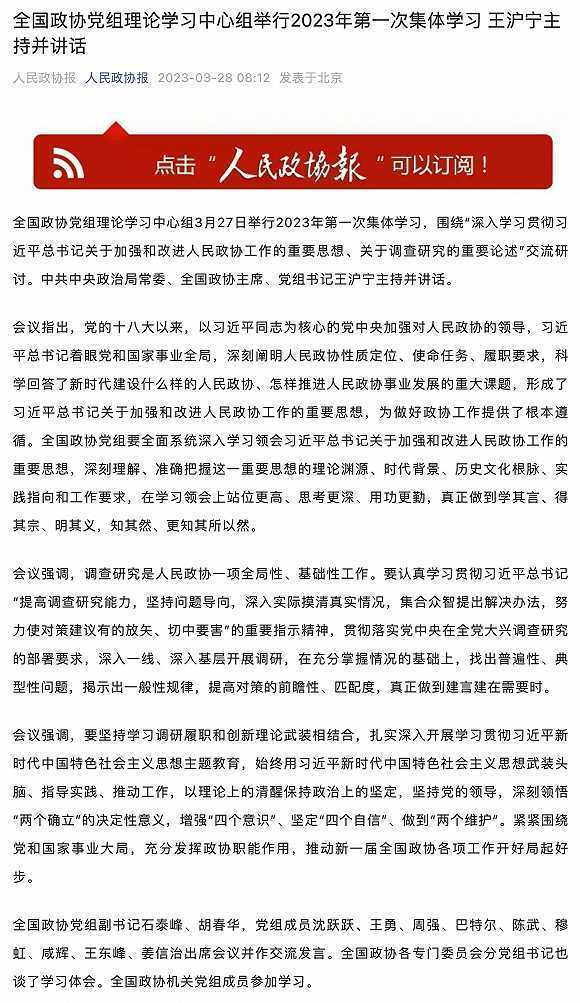 全国政协党组理论学习中心组举行2023年第一次集体学习 王沪宁主
持并讲话
人民政协报 人民政协报 2023-03-28 08:12 发表于北京
点击“人民政协報“可以订阅！
全国政协党组理论学习中心组3月27日举行2023年第一次集体学习，围绕“深入学习贯彻习
近平总书记关于加强和改进人民政协工作的重要思想、关于调查研究的重要论述”交流研
讨。中共中央政治局常委、全国政协主席、党组书记王沪宁主持并讲话。
会议指出，党的十八大以来，以习近平同志为核心的党中央加强对人民政协的领导，习近
平总书记着眼党和国家事业全局，深刻阐明人民政协性质定位、使命任务、履职要求，科
学回答了新时代建设什么样的人民政协、怎样推进人民政协事业发展的重大课题，形成了
习近平总书记关于加强和改进人民政协工作的重要思想，为做好政协工作提供了根本遵
循。全国政协党组要全面系统深入学习领会习近平总书记关于加强和改进人民政协工作的
重要思想，深刻理解、准确把握这一重要思想的理论渊源、时代背景、历史文化根脉、实
践指向和工作要求，在学习领会上站位更高、思考更深、用功更勤，真正做到学其言、得
其宗、明其义，知其然、更知其所以然。
会议强调，调查研究是人民政协一项全局性、基础性工作。要认真学习贯彻习近平总书记
“提高调查研究能力，坚持问题导向，深入实际摸清真实情况，集合众智提出解决办法，努
力使对策建议有的放矢、切中要害”的重要指示精神，贯彻落实党中央在全党大兴调查研究
的部署要求，深入一线、深入基层开展调研，在充分掌握情况的基础上，找出普遍性、典
型性问题，揭示出一般性规律，提高对策的前瞻性、匹配度，真正做到建言建在需要时。
会议强调，要坚持学习调研履职和创新理论武装相结合，扎实深入开展学习贯彻习近平新
时代中国特色社会主义思想主题教育，始终用习近平新时代中国特色社会主义思想武装头
脑、指导实践、推动工作，以理论上的清醒保持政治上的坚定，坚持党的领导，深刻领悟
“两个确立”的决定性意义，增强“四个意识”、坚定“四个自信”、做到“两个维护”。紧紧围绕
党和国家事业大局，充分发挥政协职能作用，推动新一届全国政协各项工作开好局起好
步。
全国政协党组副书记石泰峰、胡春华，党组成员沈跃跃、王勇、周强、巴特尔、陈武、穆
虹、咸辉、王东峰、姜信治出席会议并作交流发言。全国政协各专门委员会分党组书记也
谈了学习体会。全国政协机关党组成员参加学习。